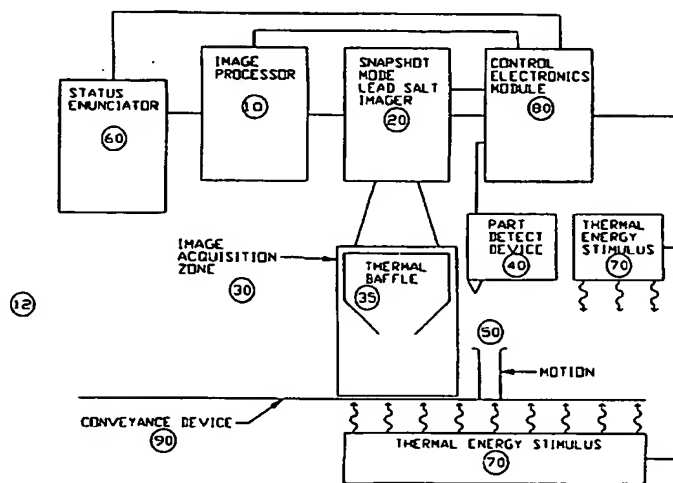 STATUS
ENUNCIATOR
60
IMAGE
PROCESSOR
10
SNAPSHOT
MODE
LEAD SALT
IMAGER
20
CONTROL
ELECTRONICS
MODULE
80
IMAGE
ACQUISITION
ZONE
30
THERMAL
BAFFLE
35
PART
DETECT
DEVICE
40
THERMAL
ENERGY
STIMULUS
70
12
50
MOTION
CONVEYANCE DEVICE
90
THERMAL ENERGY STIMULUS
70